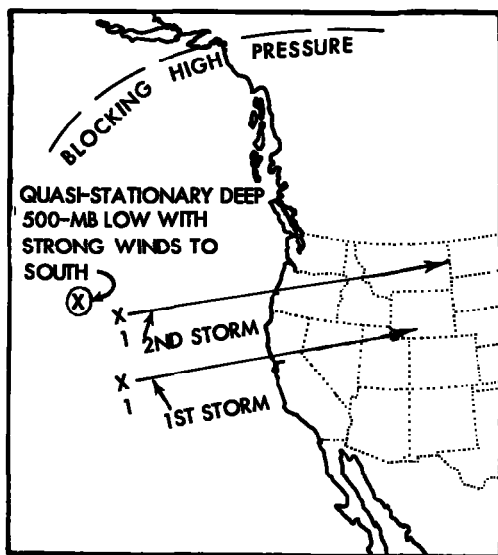 BLOCKING HIGH PRESSURE
QUASI-STATIONARY DEEP
500-MB LOW WITH
STRONG WINDS TO
SOUTH
X
X
1
2ND STORM
X
1
1ST STORM